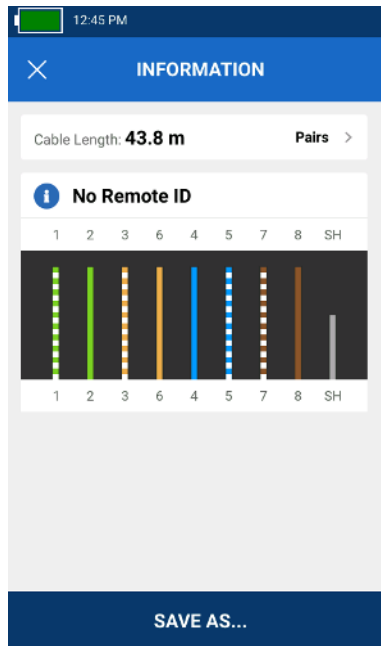 12:45 PM
INFORMATION
Cable Length: 43.8 m Pairs >
i No Remote ID
1 2 3 6 4 5 7 8 SH
1 2 3 6 4 5 7 8 SH
SAVE AS...